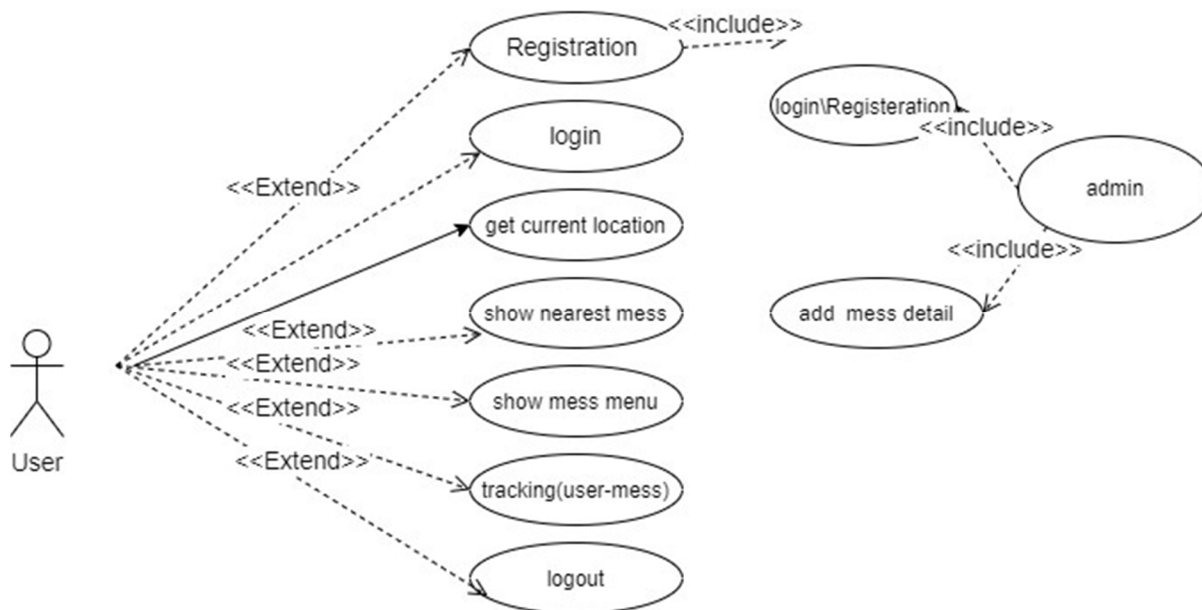 <<include>>
Registration
login\Registeration
<<include>>
login
<<Extend>>
admin
get current location
<<include>>
show nearest mess
add mess detail
<<Extend>>
<<Extend>>
show mess menu
<<Extend>>
User
<<Extend>>
tracking(user-mess)
logout